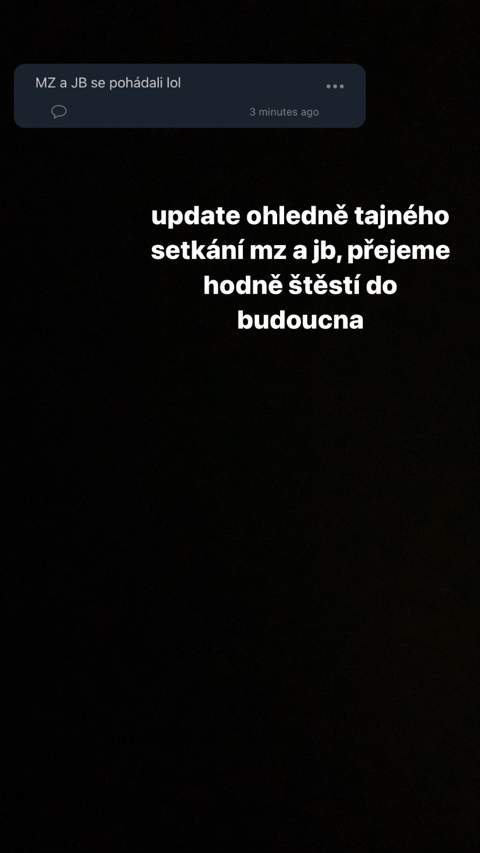 MZ a JB se pohádali lol
3 minutes ago
update ohledně tajného
setkání mz a jb, přejeme
hodně štěstí do
budoucna